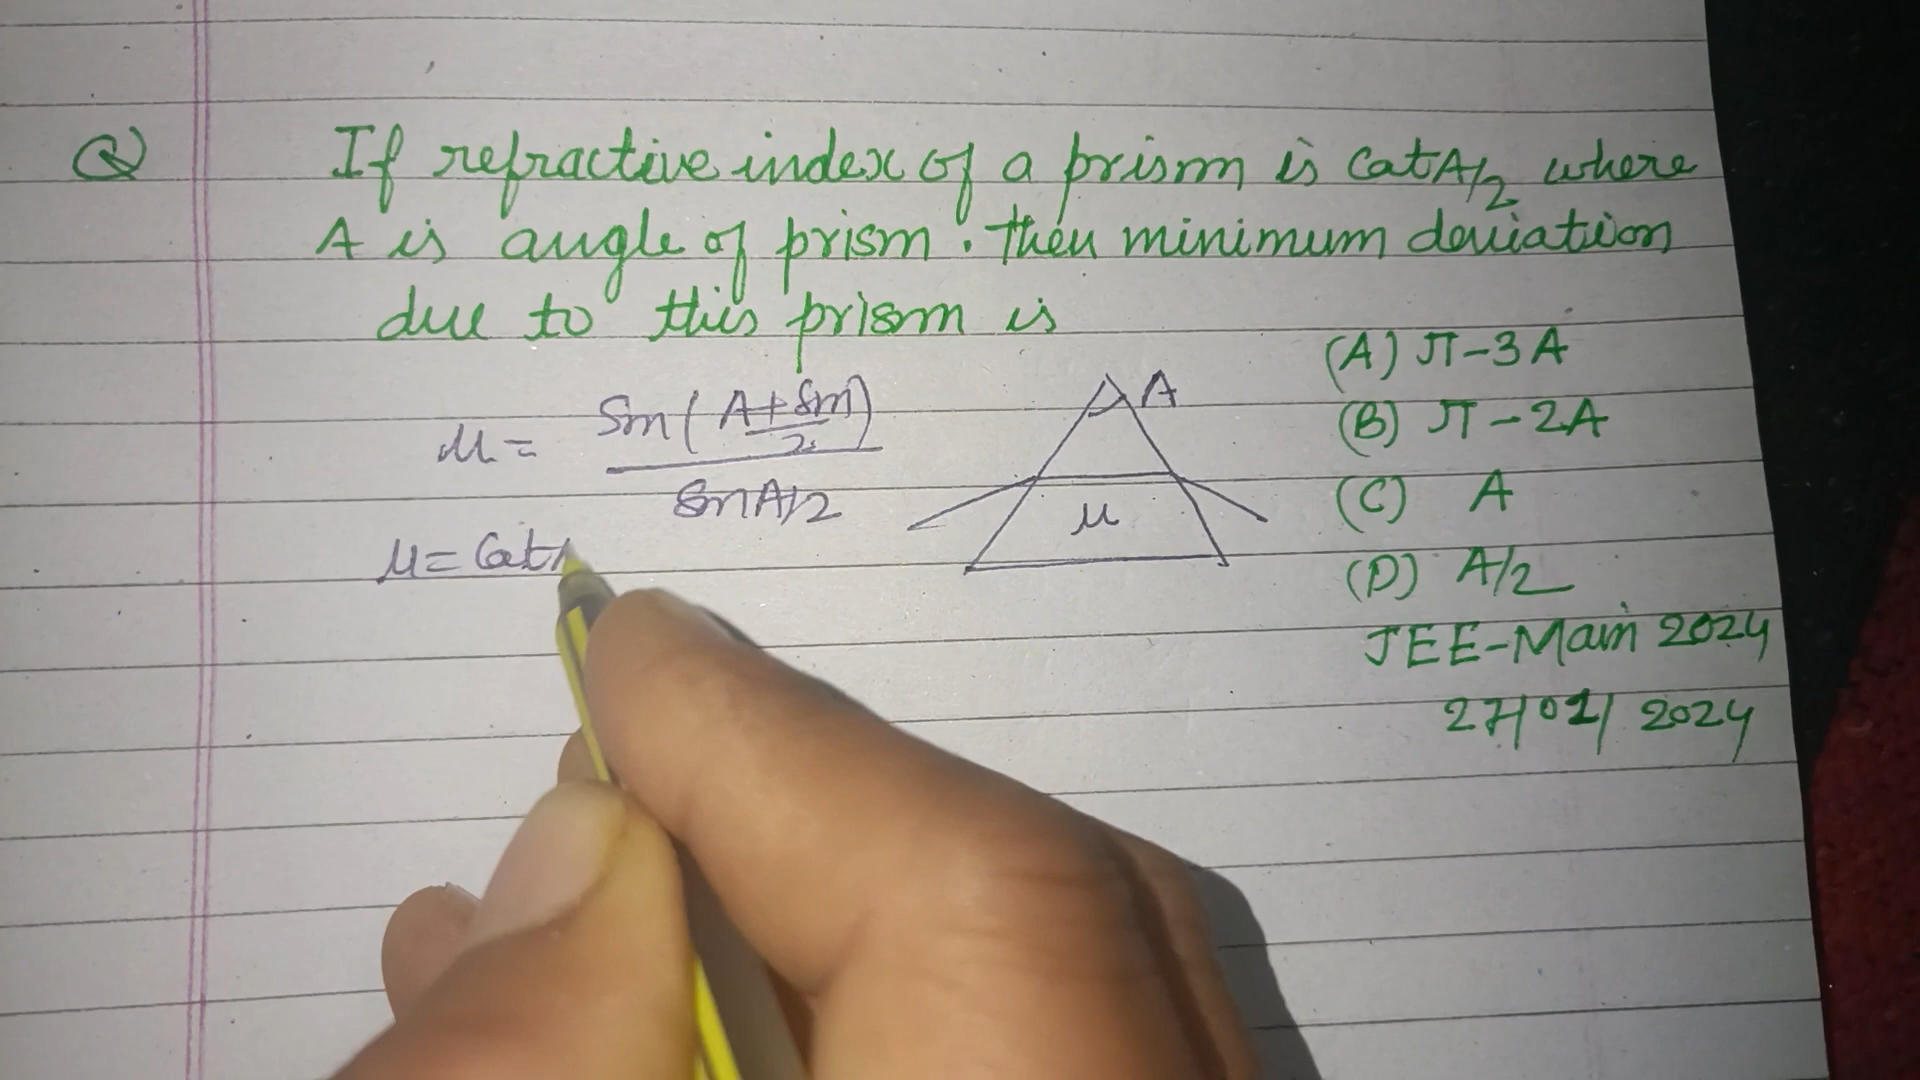 Q If refractive index of a prism is CotA/2 where
A is angle of prism. Then minimum deviation
due to this prism is
(A) π-3A
(B) π-2A
(C) A
(D) A/2
JEE-Main 2024
27/01/2024
μ = Sin(A+δm/2) / SinA/2
A
μ
μ = Cot